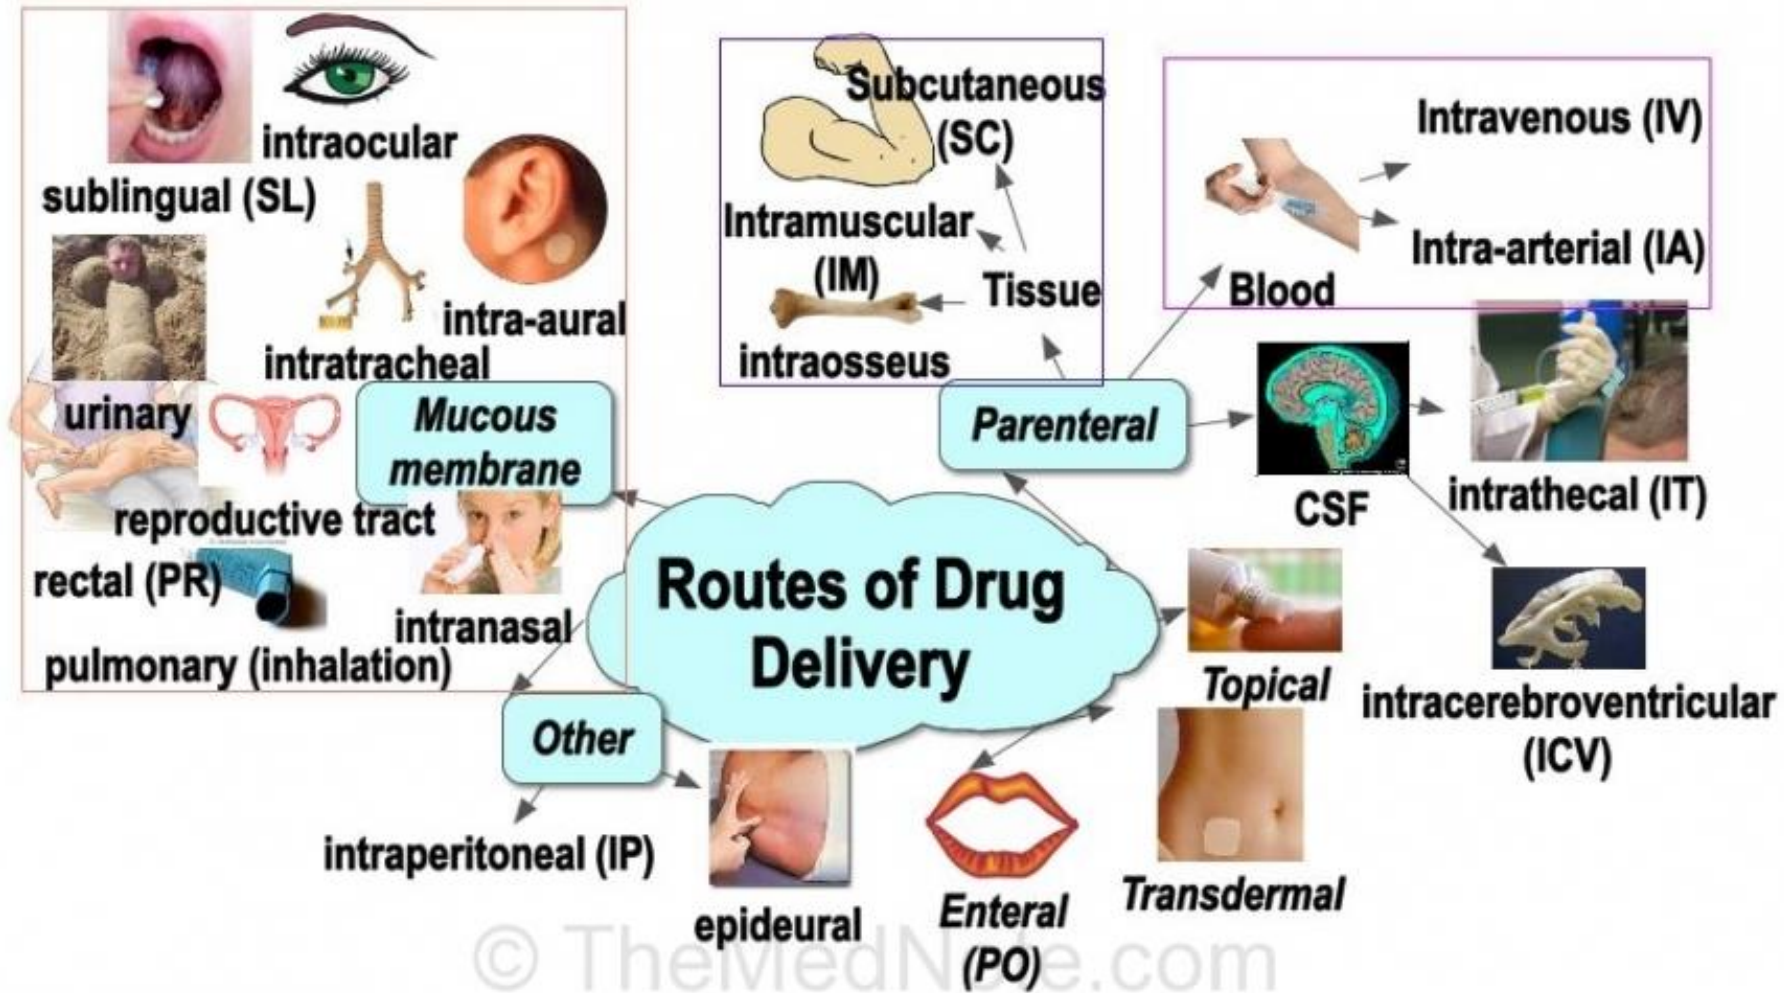 intraocular
sublingual (SL)
intra-aural
intratracheal
urinary
Mucous
membrane
reproductive tract
rectal (PR)
intranasal
pulmonary (inhalation)
Subcutaneous
(SC)
Intramuscular
(IM)
Tissue
intraosseus
Intravenous (IV)
Intra-arterial (IA)
Blood
Parenteral
CSF
intrathecal (IT)
intracerebroventricular
(ICV)
Routes of Drug
Delivery
Topical
Transdermal
Other
intraperitoneal (IP)
epideural
Enteral
(PO)
© TheMedNote.com